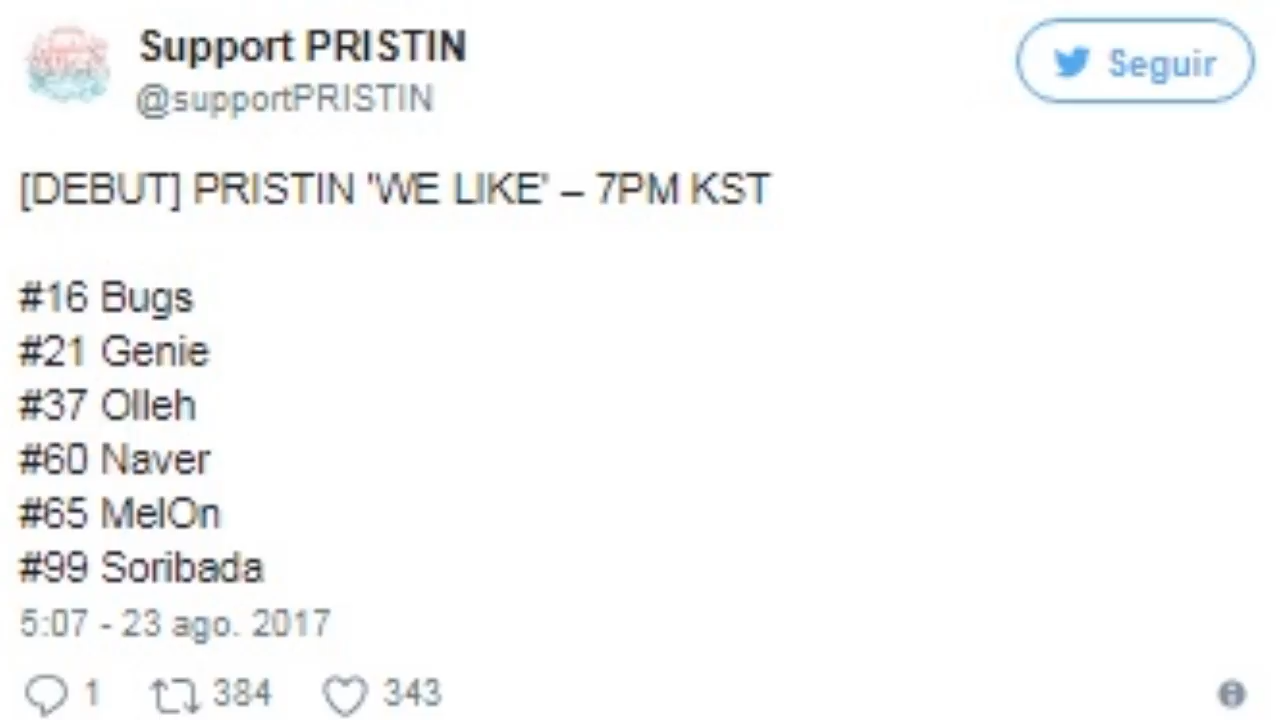 Support PRISTIN
@supportPRISTIN
Seguir
[DEBUT] PRISTIN 'WE LIKE' – 7PM KST
#16 Bugs
#21 Genie
#37 Olleh
#60 Naver
#65 MelOn
#99 Soribada
5:07 - 23 ago. 2017
1 384 343